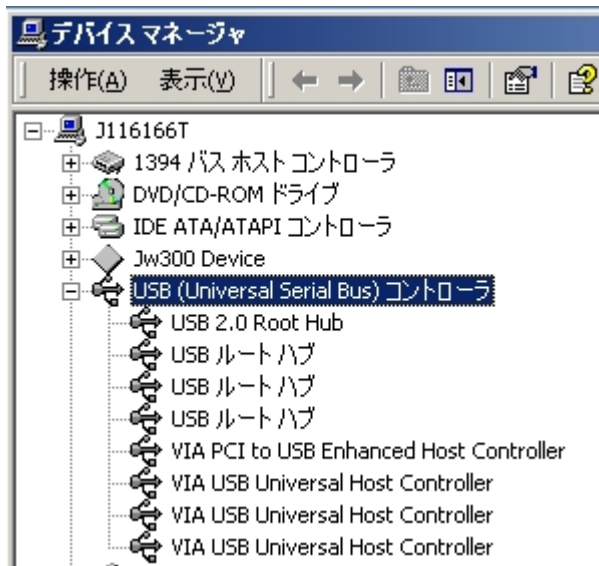 デバイス マネージャ
操作(A) 表示(V)
J116166T
1394 バス ホスト コントローラ
DVD/CD-ROM ドライブ
IDE ATA/ATAPI コントローラ
Jw300 Device
USB (Universal Serial Bus) コントローラ
USB 2.0 Root Hub
USB ルート ハブ
USB ルート ハブ
USB ルート ハブ
VIA PCI to USB Enhanced Host Controller
VIA USB Universal Host Controller
VIA USB Universal Host Controller
VIA USB Universal Host Controller